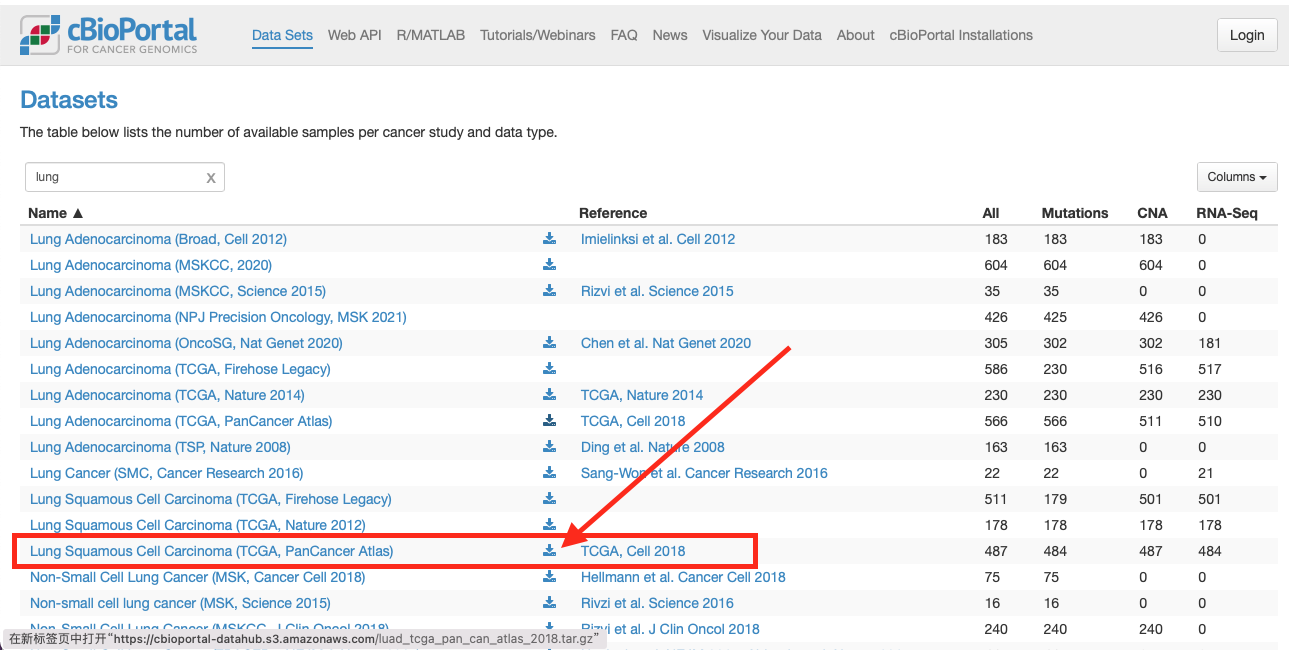 cBioPortal
FOR CANCER GENOMICS
Data Sets Web API R/MATLAB Tutorials/Webinars FAQ News Visualize Your Data About cBioPortal Installations Login
Datasets
The table below lists the number of available samples per cancer study and data type.
lung x Columns
Name ▲ Reference All Mutations CNA RNA-Seq
Lung Adenocarcinoma (Broad, Cell 2012) Imielinksi et al. Cell 2012 183 183 183 0
Lung Adenocarcinoma (MSKCC, 2020) 604 604 604 0
Lung Adenocarcinoma (MSKCC, Science 2015) Rizvi et al. Science 2015 35 35 0 0
Lung Adenocarcinoma (NPJ Precision Oncology, MSK 2021) 426 425 426 0
Lung Adenocarcinoma (OncoSG, Nat Genet 2020) Chen et al. Nat Genet 2020 305 302 302 181
Lung Adenocarcinoma (TCGA, Firehose Legacy) 586 230 516 517
Lung Adenocarcinoma (TCGA, Nature 2014) TCGA, Nature 2014 230 230 230 230
Lung Adenocarcinoma (TCGA, PanCancer Atlas) TCGA, Cell 2018 566 566 511 510
Lung Adenocarcinoma (TSP, Nature 2008) Ding et al. Nature 2008 163 163 0 0
Lung Cancer (SMC, Cancer Research 2016) Sang-Won et al. Cancer Research 2016 22 22 0 21
Lung Squamous Cell Carcinoma (TCGA, Firehose Legacy) 511 179 501 501
Lung Squamous Cell Carcinoma (TCGA, Nature 2012) 178 178 178 178
Lung Squamous Cell Carcinoma (TCGA, PanCancer Atlas) TCGA, Cell 2018 487 484 487 484
Non-Small Cell Lung Cancer (MSK, Cancer Cell 2018) Hellmann et al. Cancer Cell 2018 75 75 0 0
Non-small cell lung cancer (MSK, Science 2015) Rivzi et al. Science 2016 16 16 0 0
Non-Small Cell Lung Cancer (MSKCC, J Clin Oncol 2018) Rizvi et al. J Clin Oncol 2018 240 240 240 0
在新标签页中打开“https://cbioportal-datahub.s3.amazonaws.com/luad_tcga_pan_can_atlas_2018.tar.gz”